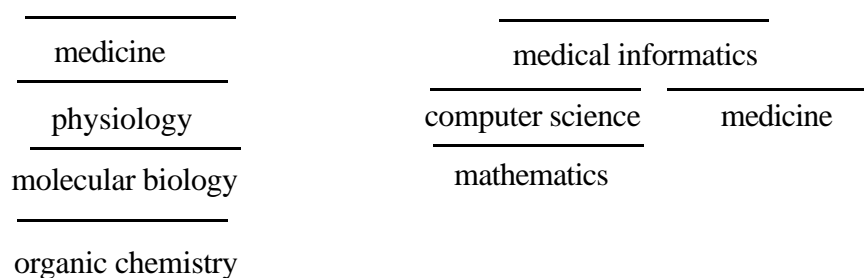 medicine
physiology
molecular biology
organic chemistry
medical informatics
computer science medicine
mathematics